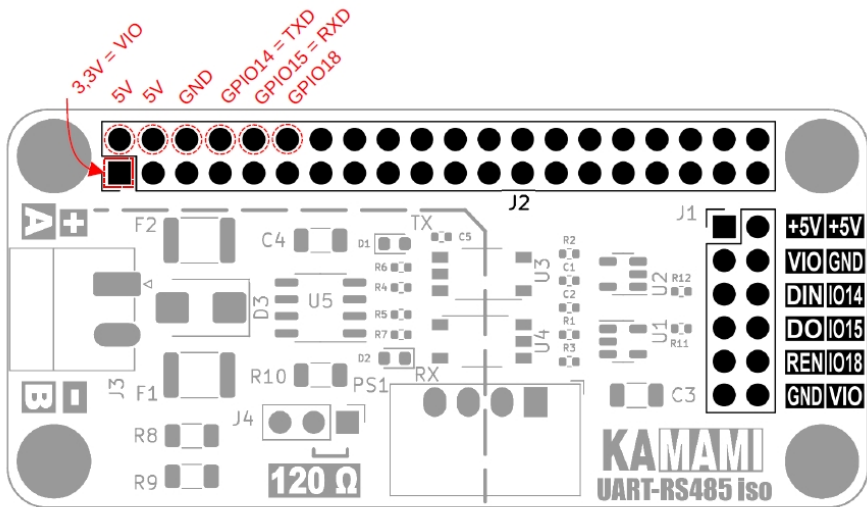 3,3V = VIO
5V
5V
GND
GPIO14 = TXD
GPIO15 = RXD
GPIO18
J2
A +
F2
C4
D1
TX
C5
R2
J1
+5V +5V
R6
R4
U3
C1
U2
R12
VIO GND
D3
U5
C2
DIN IO14
R5
R7
U4
R1
R3
U1
R11
DO IO15
J3
F1
R10
D2
PS1
RX
REN IO18
B -
C3
GND VIO
J4
R8
R9
120 Ω
KAMAMI
UART-RS485 iso